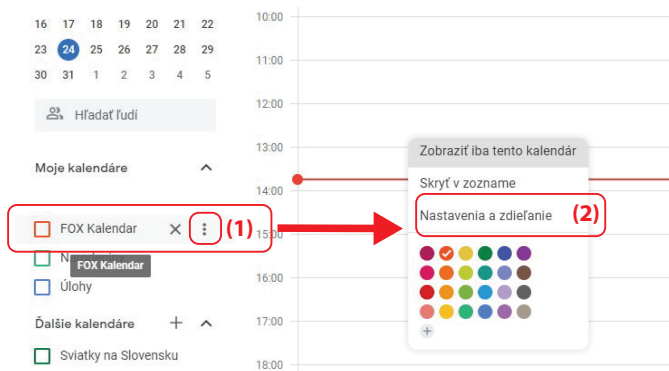 16 17 18 19 20 21 22
23 24 25 26 27 28 29
30 31 1 2 3 4 5
Hľadať ľudí
Moje kalendáre
FOX Kalendar (1)
FOX Kalendar
Úlohy
Ďalšie kalendáre
Sviatky na Slovensku
10:00
11:00
12:00
13:00
14:00
16:00
17:00
18:00
Zobraziť iba tento kalendár
Skryť v zozname
Nastavenia a zdieľanie (2)